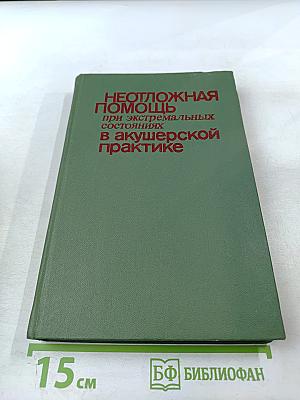 НЕОТЛОЖНАЯ
ПОМОЩЬ
при экстремальных
состояниях
в акушерской
практике
15 см
БФ БИБЛИОФАН